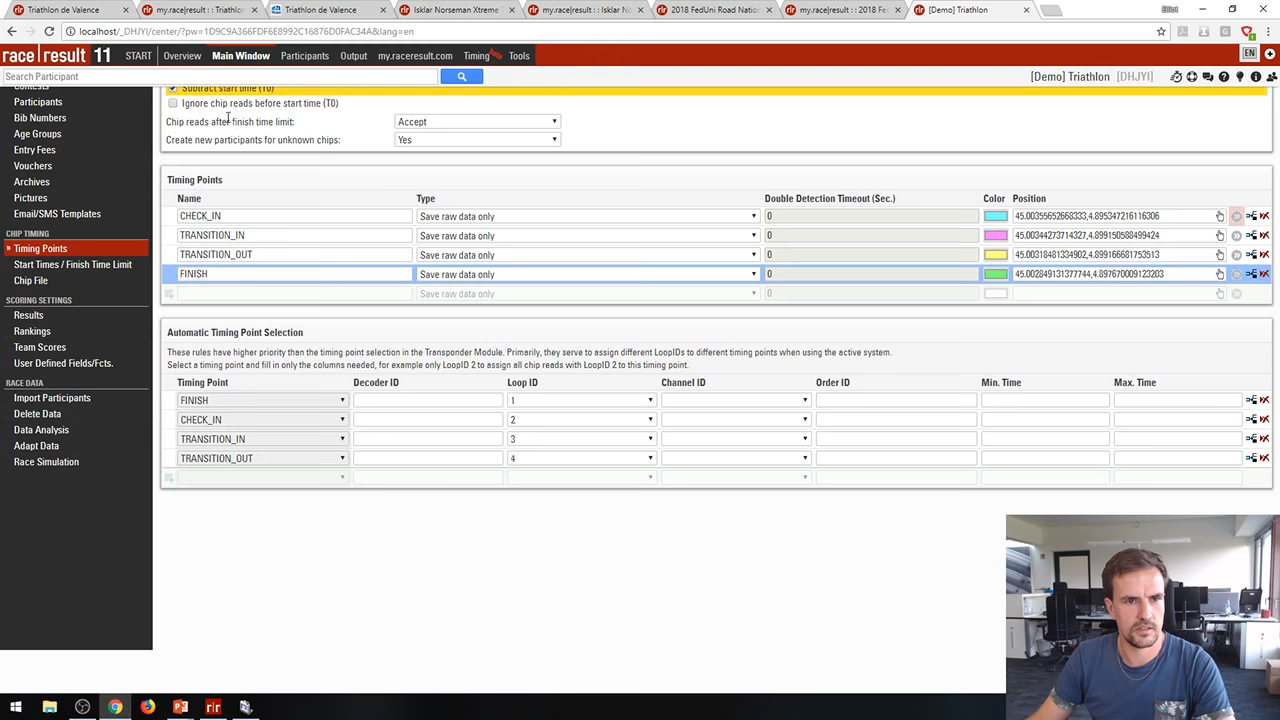 Triathlon de Valence
my.race|result : : Triathlon
Triathlon de Valence
Isklar Norseman Xtreme
my.race|result : : Isklar No
2018 FedUni Road Nation
my.race|result : : 2018 Fed
[Demo] Triathlon
Elliot
localhost/_DHJYI/center/?pw=1D9C9A366FDF6E8992C16876D0FAC34A&lang=en
race result 11
START
Overview
Main Window
Participants
Output
my.raceresult.com
Timing
Tools
EN
Search Participant
[Demo] Triathlon [DHJYI]
Contests
Participants
Bib Numbers
Age Groups
Entry Fees
Vouchers
Archives
Pictures
Email/SMS Templates
CHIP TIMING
» Timing Points
Start Times / Finish Time Limit
Chip File
SCORING SETTINGS
Results
Rankings
Team Scores
User Defined Fields/Fcts.
RACE DATA
Import Participants
Delete Data
Data Analysis
Adapt Data
Race Simulation
Subtract start time (T0)
Ignore chip reads before start time (T0)
Chip reads after finish time limit: Accept
Create new participants for unknown chips: Yes
Timing Points
Name Type Double Detection Timeout (Sec.) Color Position
CHECK_IN Save raw data only 0 45.00355652668333,4.895347216116306
TRANSITION_IN Save raw data only 0 45.00344273714327,4.899150588499424
TRANSITION_OUT Save raw data only 0 45.00318481334902,4.899166681753513
FINISH Save raw data only 0 45.002849131377744,4.897670009123203
Save raw data only 0
Automatic Timing Point Selection
These rules have higher priority than the timing point selection in the Transponder Module. Primarily, they serve to assign different LoopIDs to different timing points when using the active system.
Select a timing point and fill in only the columns needed, for example only LoopID 2 to assign all chip reads with LoopID 2 to this timing point.
Timing Point Decoder ID Loop ID Channel ID Order ID Min. Time Max. Time
FINISH 1
CHECK_IN 2
TRANSITION_IN 3
TRANSITION_OUT 4